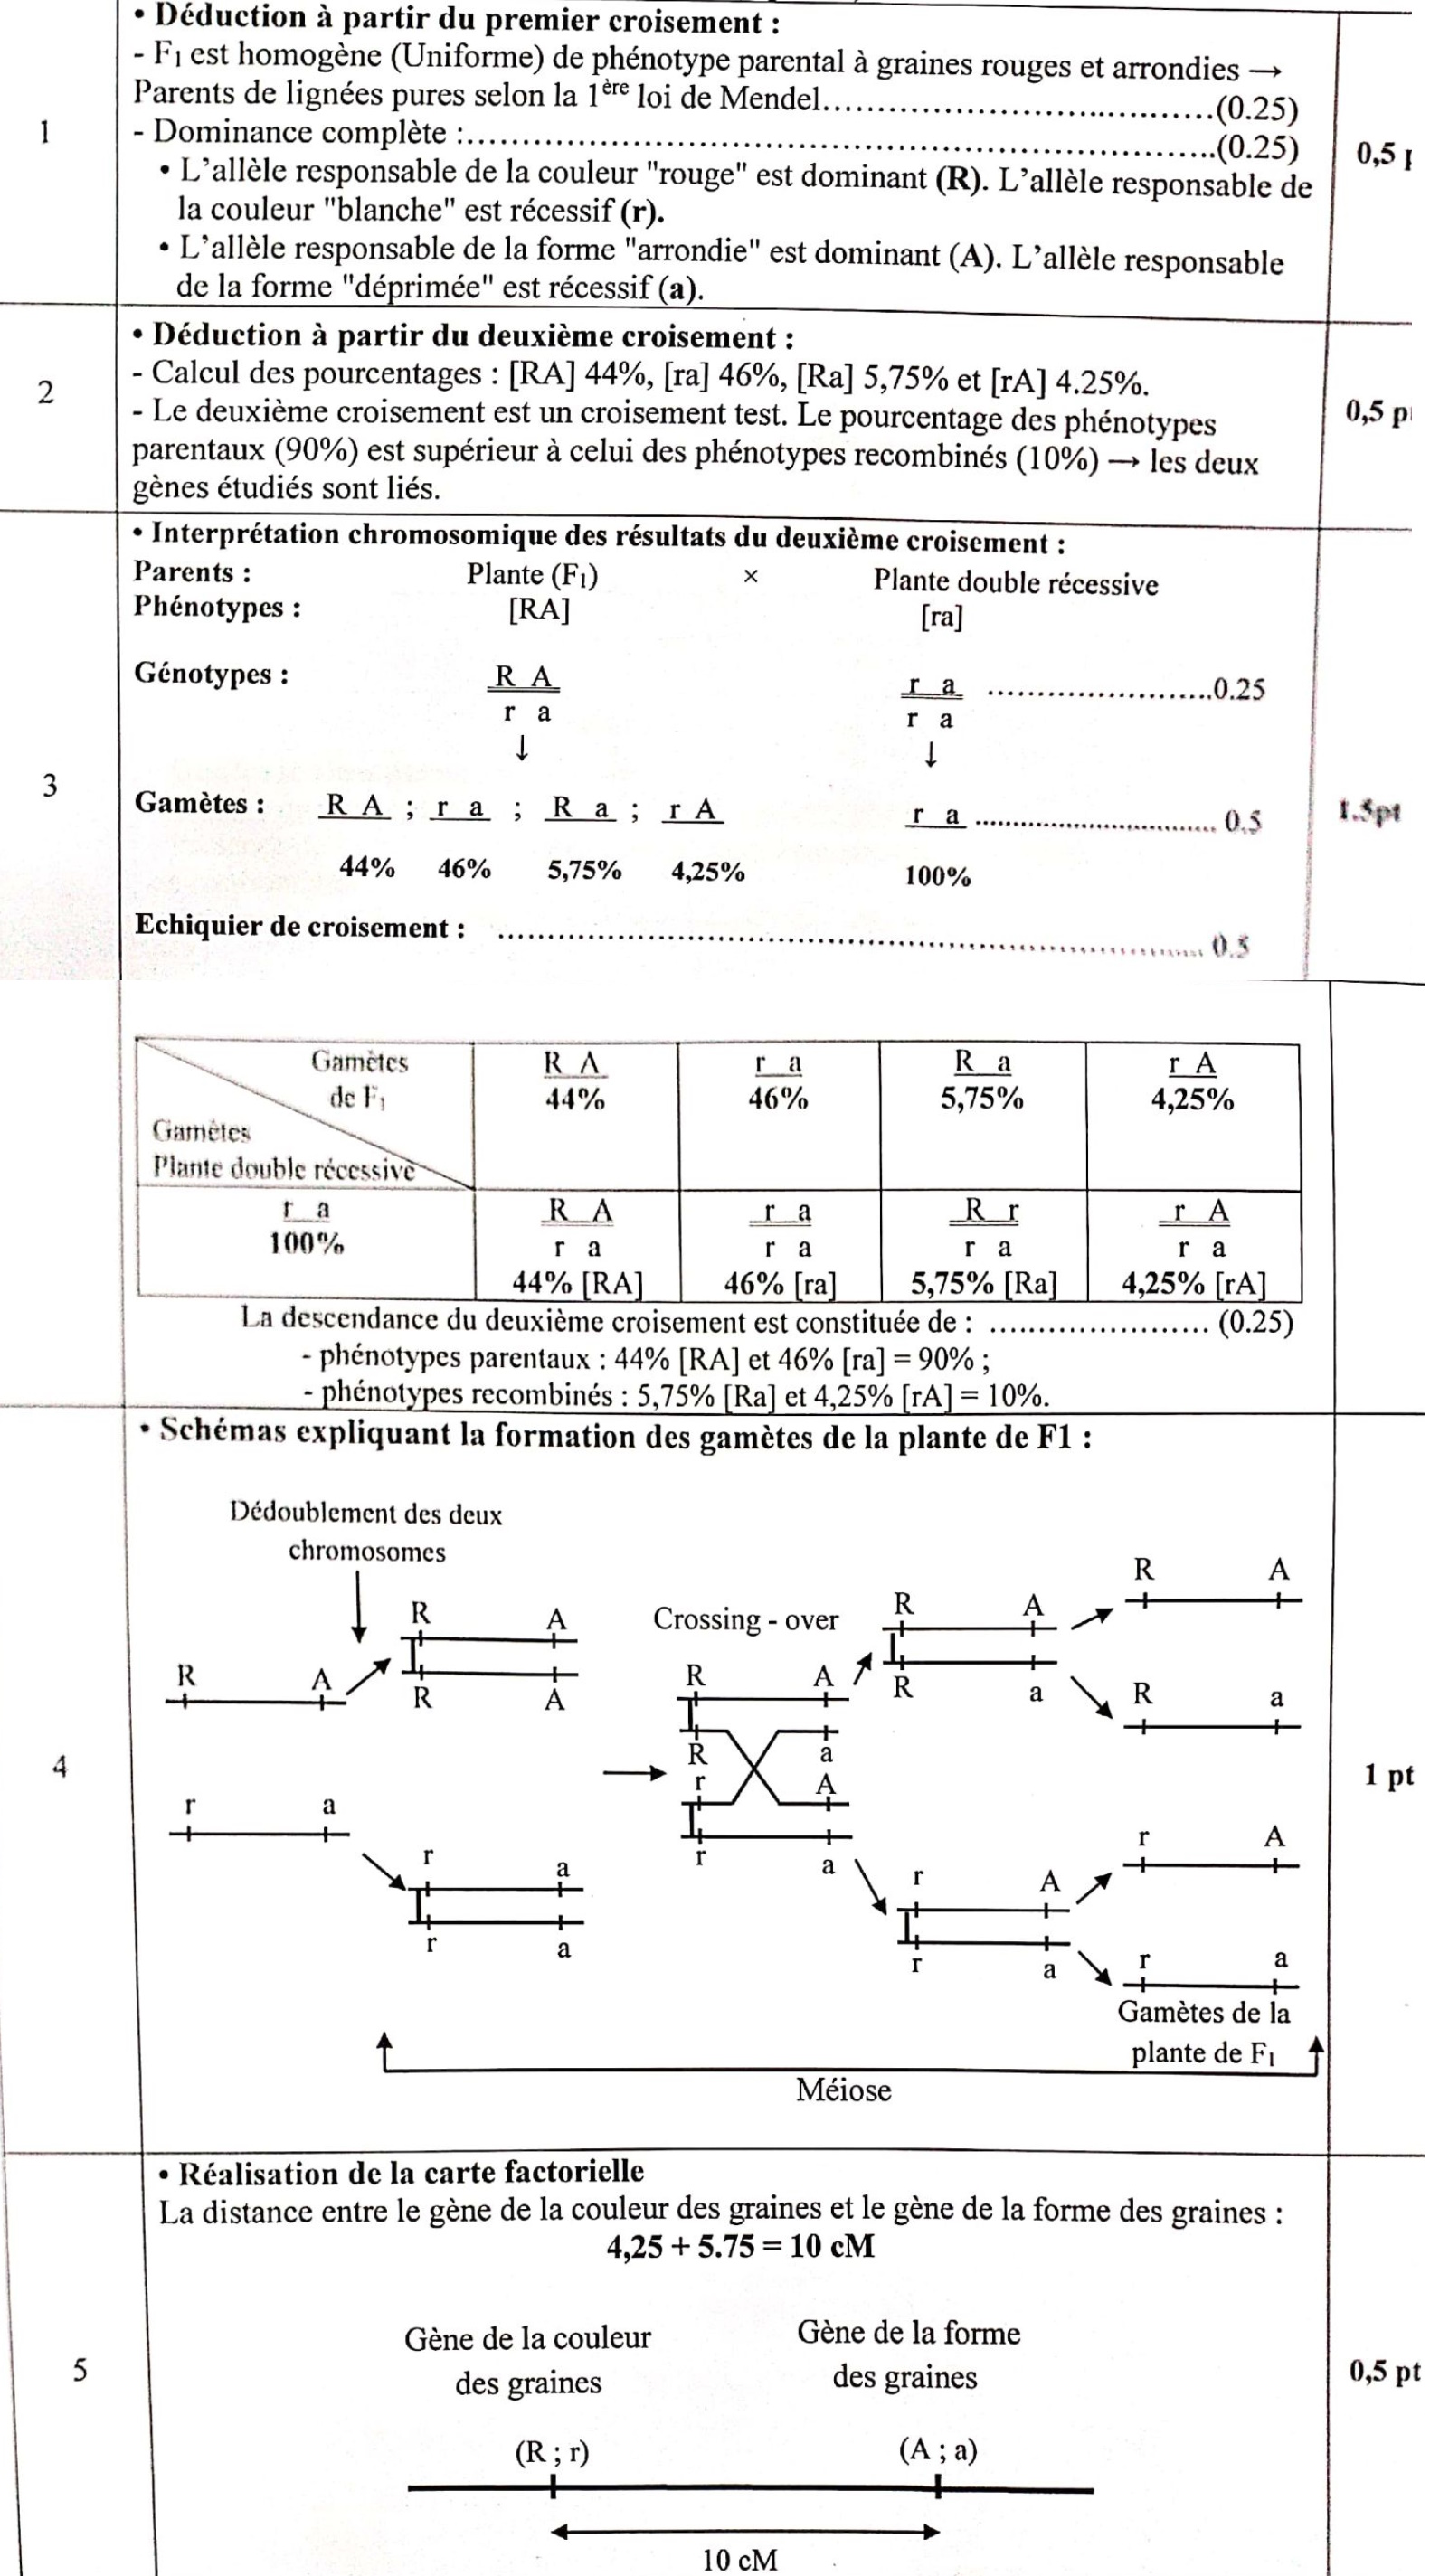 • Déduction à partir du premier croisement :
- F1 est homogène (Uniforme) de phénotype parental à graines rouges et arrondies →
Parents de lignées pures selon la 1ère loi de Mendel......................................(0.25)
1
- Dominance complète :..........................................................................(0.25)
0,5 p
• L'allèle responsable de la couleur "rouge" est dominant (R). L'allèle responsable de
la couleur "blanche" est récessif (r).
• L'allèle responsable de la forme "arrondie" est dominant (A). L'allèle responsable
de la forme "déprimée" est récessif (a).
• Déduction à partir du deuxième croisement :
- Calcul des pourcentages : [RA] 44%, [ra] 46%, [Ra] 5,75% et [rA] 4.25%.
2
- Le deuxième croisement est un croisement test. Le pourcentage des phénotypes
0,5 p
parentaux (90%) est supérieur à celui des phénotypes recombinés (10%) → les deux
gènes étudiés sont liés.
• Interprétation chromosomique des résultats du deuxième croisement :
Parents : Plante (F1) × Plante double récessive
Phénotypes : [RA] [ra]
Génotypes : R A r a ......................0.25
r a r a
↓ ↓
3
Gamètes : R A ; r a ; R a ; r A r a .............................. 0.5
1.5pt
44% 46% 5,75% 4,25% 100%
Echiquier de croisement : ...................................................................... 0.5
Gamètes R A r a R a r A
de F1 44% 46% 5,75% 4,25%
Gamètes
Plante double récessive
r a R A r a R r r A
100% r a r a r a r a
44% [RA] 46% [ra] 5,75% [Ra] 4,25% [rA]
La descendance du deuxième croisement est constituée de : ...................... (0.25)
- phénotypes parentaux : 44% [RA] et 46% [ra] = 90% ;
- phénotypes recombinés : 5,75% [Ra] et 4,25% [rA] = 10%.
• Schémas expliquant la formation des gamètes de la plante de F1 :
Dédoublement des deux
chromosomes
R A
R A
R A
r a
r a
r a
Crossing - over
R A
R a
r A
r a
R A
R a
r A
r a
R A
R a
r A
r a
4
1 pt
Gamètes de la
plante de F1
Méiose
• Réalisation de la carte factorielle
La distance entre le gène de la couleur des graines et le gène de la forme des graines :
4,25 + 5.75 = 10 cM
Gène de la couleur Gène de la forme
5
0,5 pt
des graines des graines
(R ; r) (A ; a)
10 cM